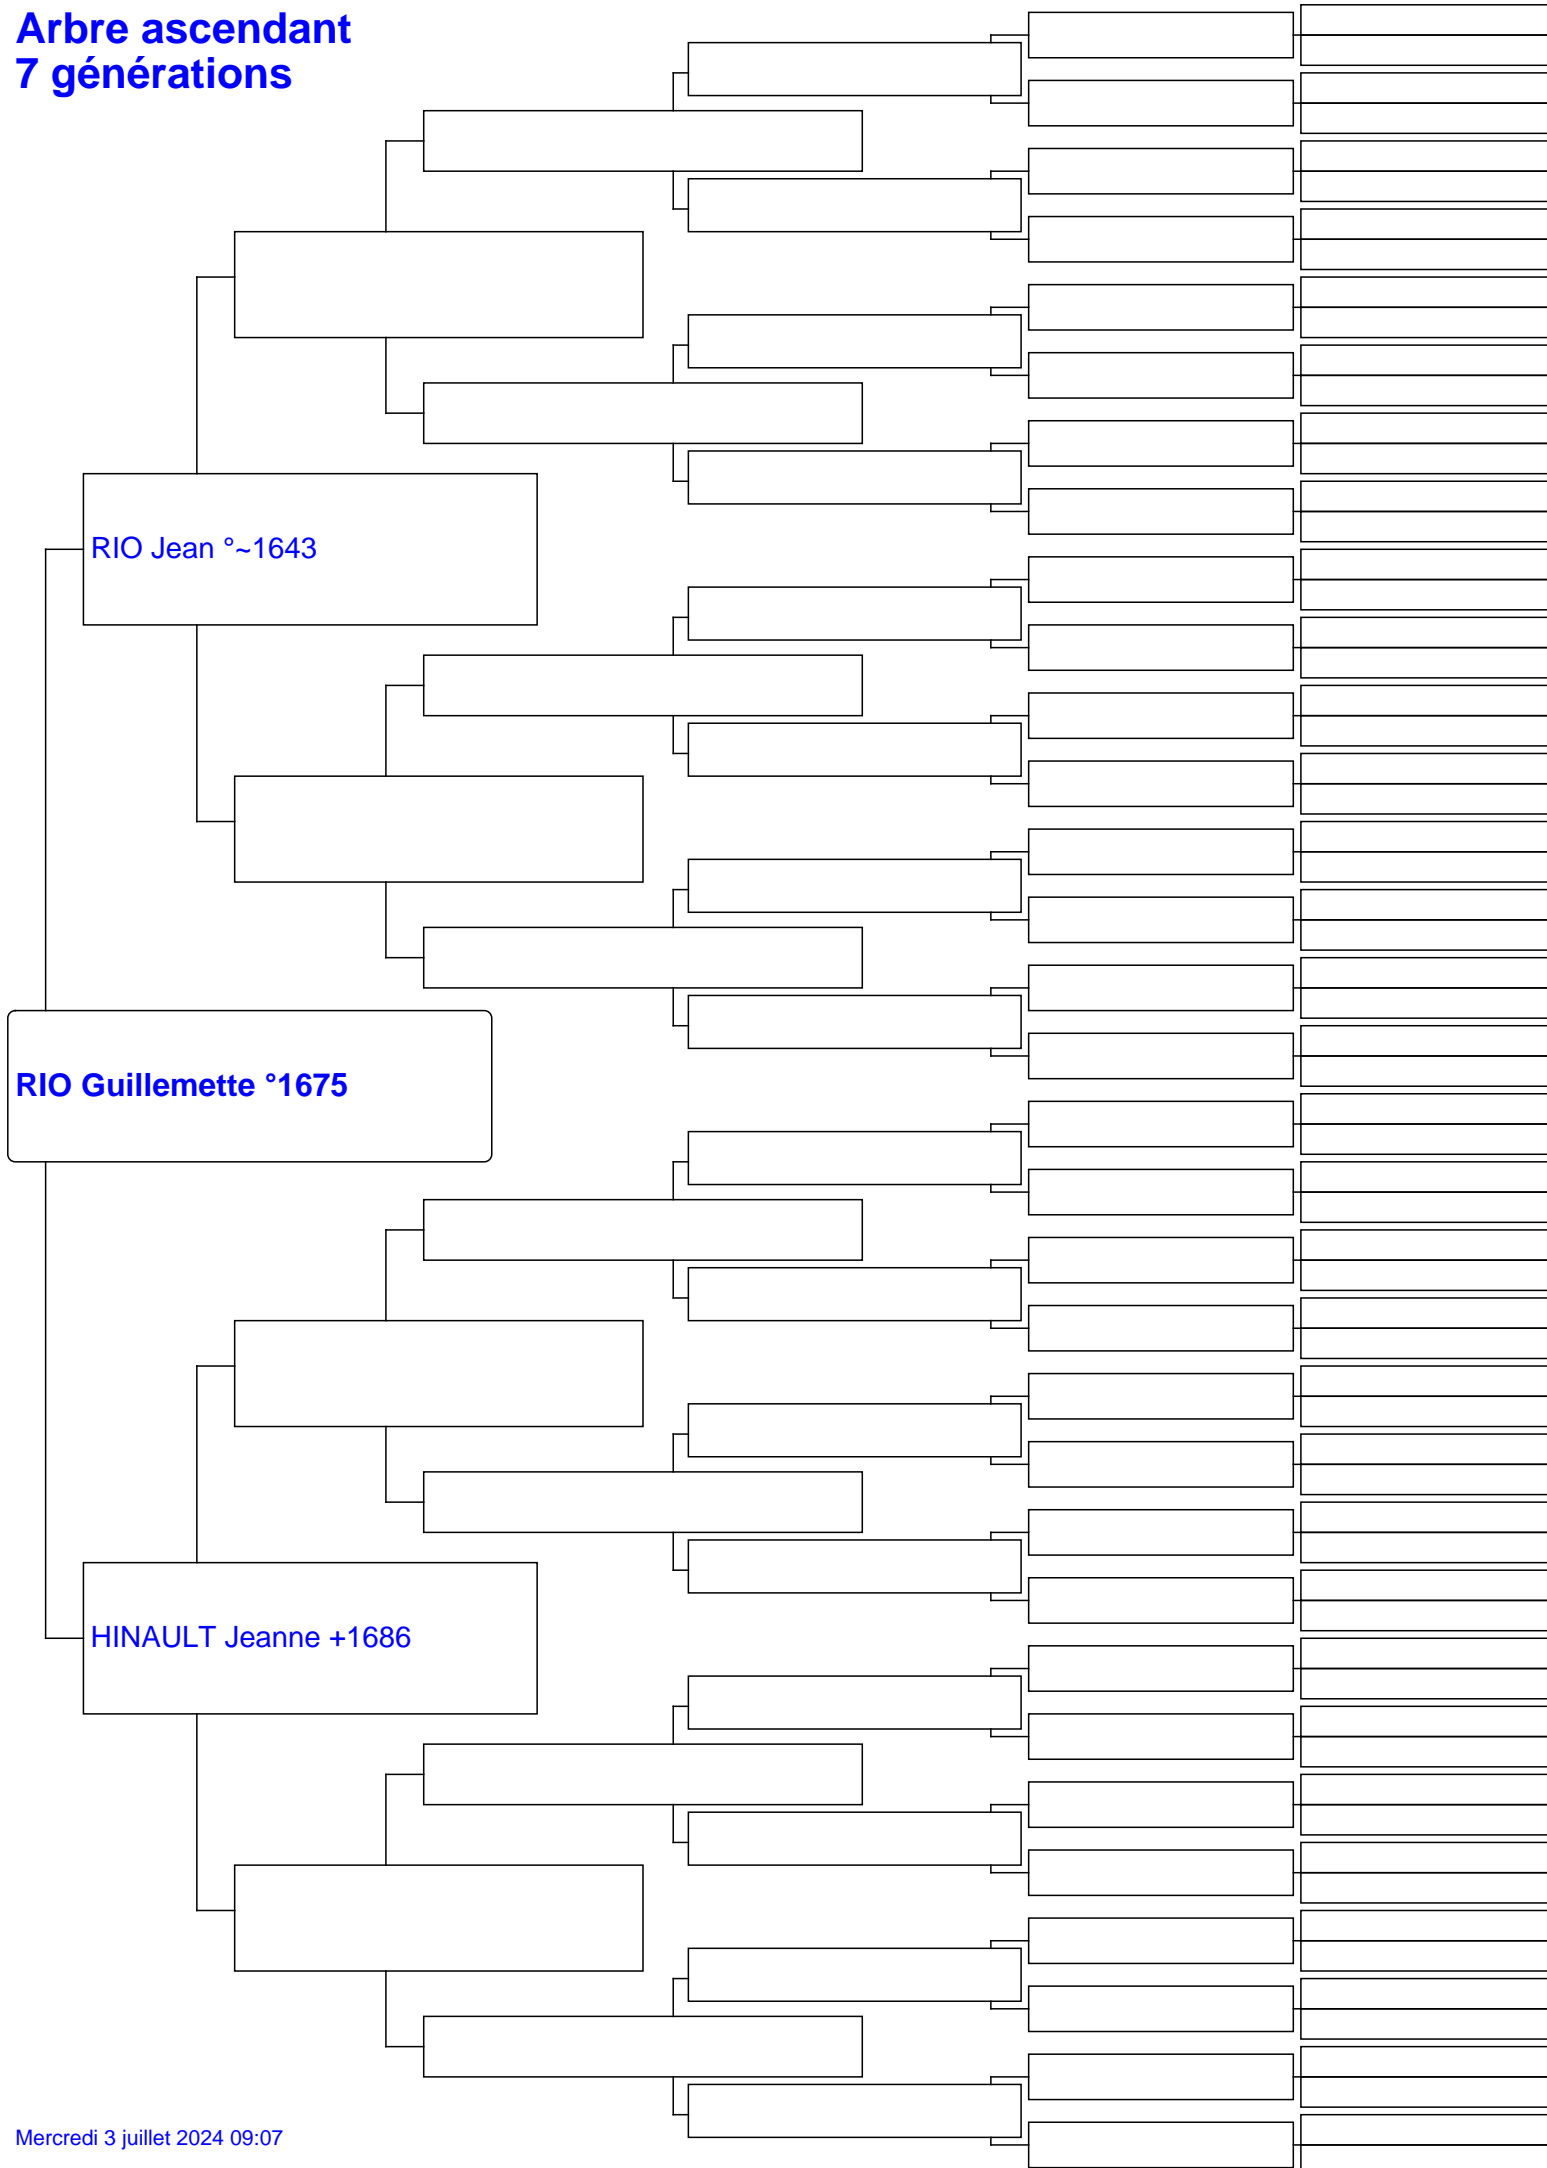 Arbre ascendant
7 générations
RIO Jean °~1643
RIO Guillemette °1675
HINAULT Jeanne +1686
Mercredi 3 juillet 2024 09:07